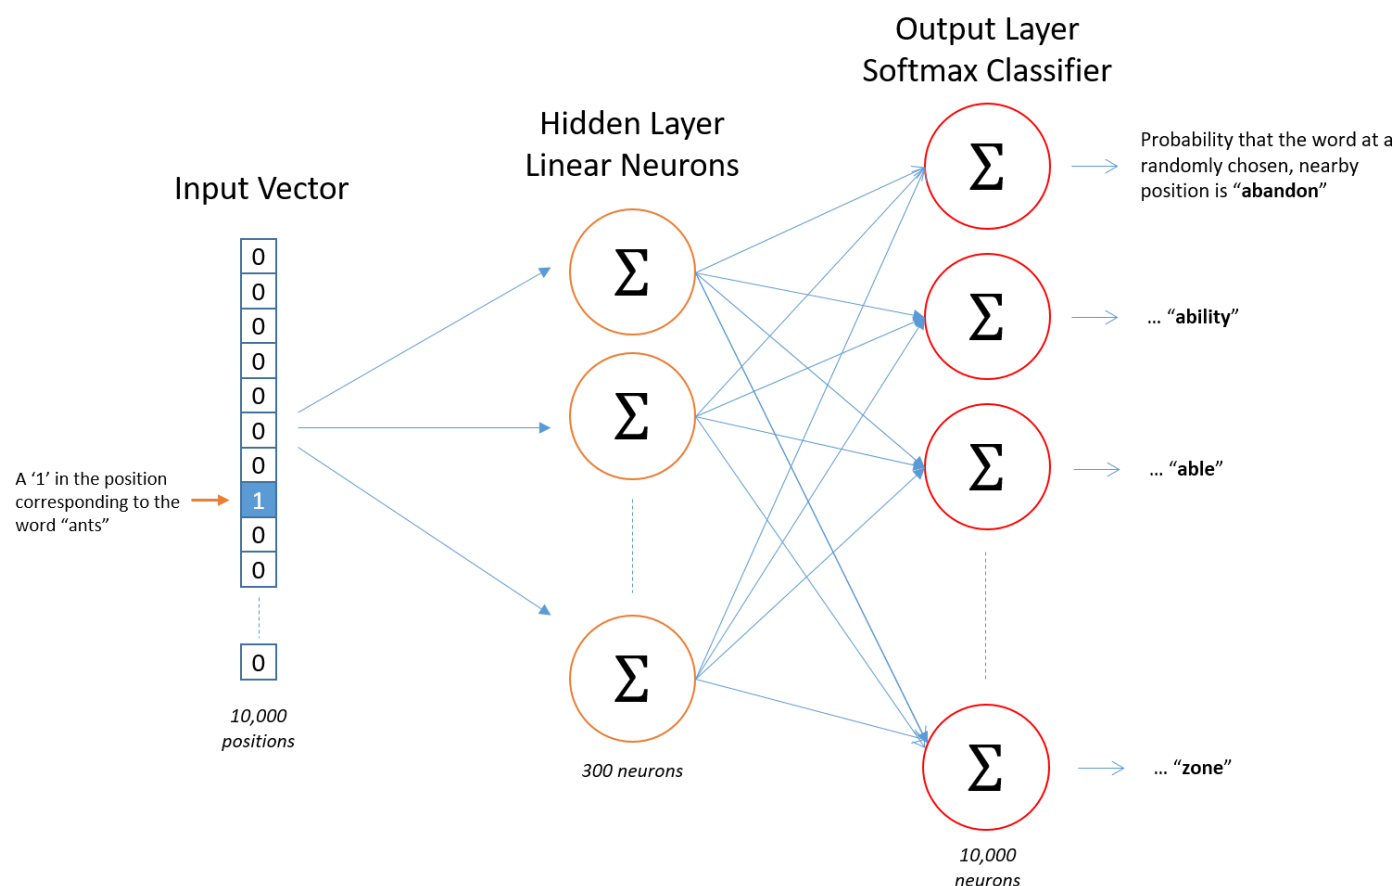 Output Layer
Softmax Classifier
Hidden Layer
Linear Neurons
Input Vector
0
0
0
0
0
0
0
1
0
0
0
A ‘1’ in the position
corresponding to the
word “ants”
10,000
positions
Σ
Σ
Σ
300 neurons
Σ
Σ
Σ
Σ
10,000
neurons
Probability that the word at a
randomly chosen, nearby
position is “abandon”
... “ability”
... “able”
... “zone”